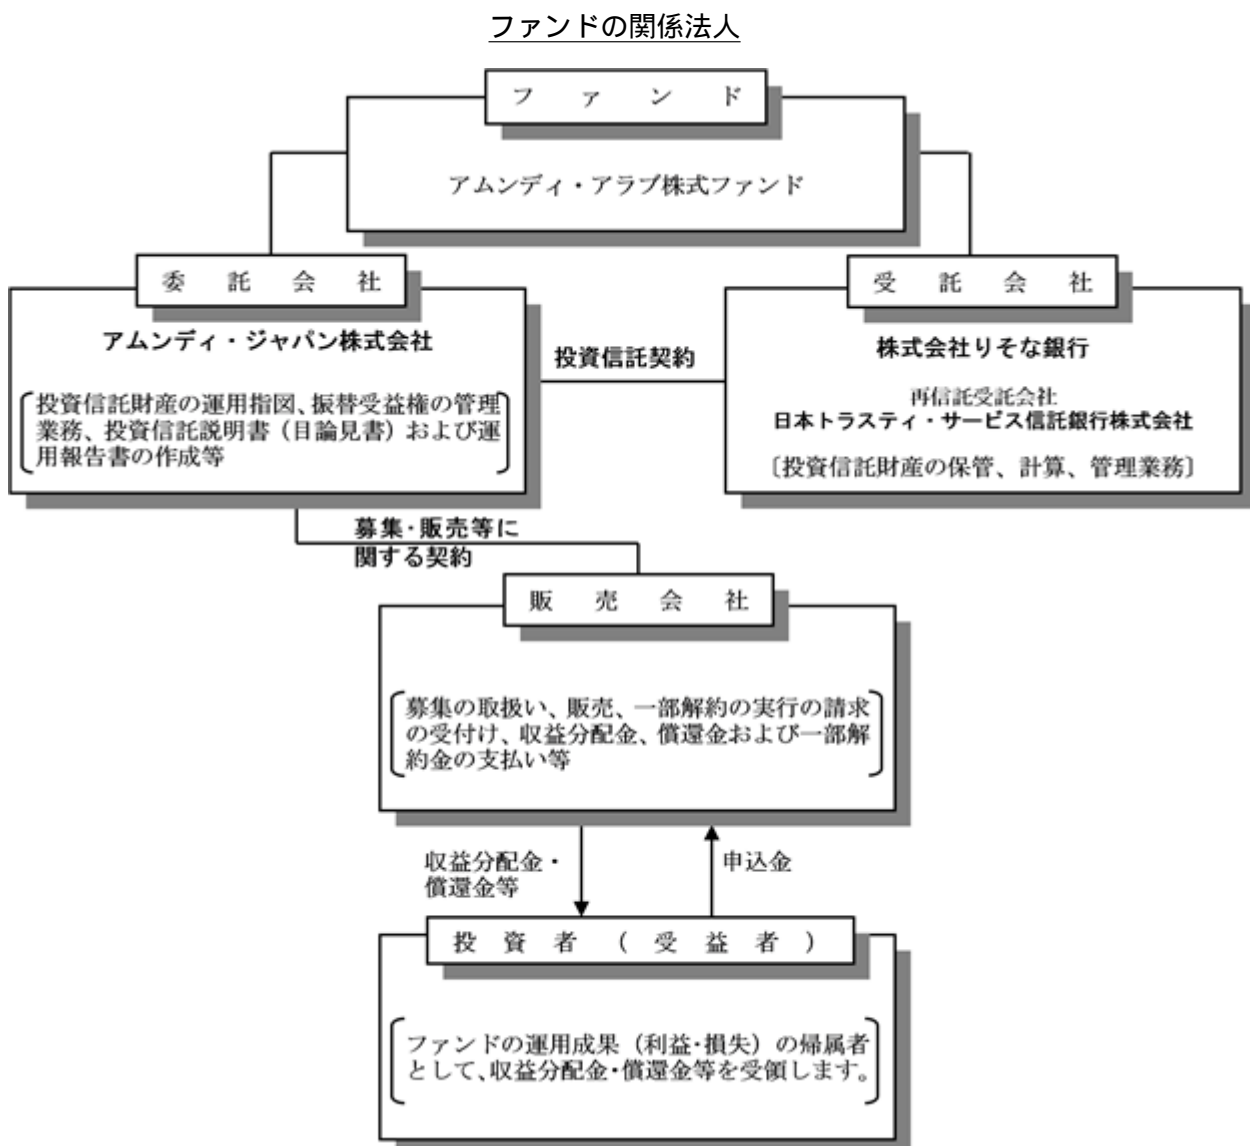 ファンドの関係法人
ファンド
アムンディ・アラブ株式ファンド
委託会社
アムンディ・ジャパン株式会社
投資信託財産の運用指図、振替受益権の管理
業務、投資信託説明書（目論見書）および運
用報告書の作成等
投資信託契約
受託会社
株式会社りそな銀行
再信託受託会社
日本トラスティ・サービス信託銀行株式会社
〔投資信託財産の保管、計算、管理業務〕
募集・販売等に
関する契約
販売会社
募集の取扱い、販売、一部解約の実行の請求
の受付け、収益分配金、償還金および一部解
約金の支払い等
収益分配金・
償還金等
申込金
投資者（受益者）
ファンドの運用成果（利益・損失）の帰属者
として、収益分配金・償還金等を受領します。